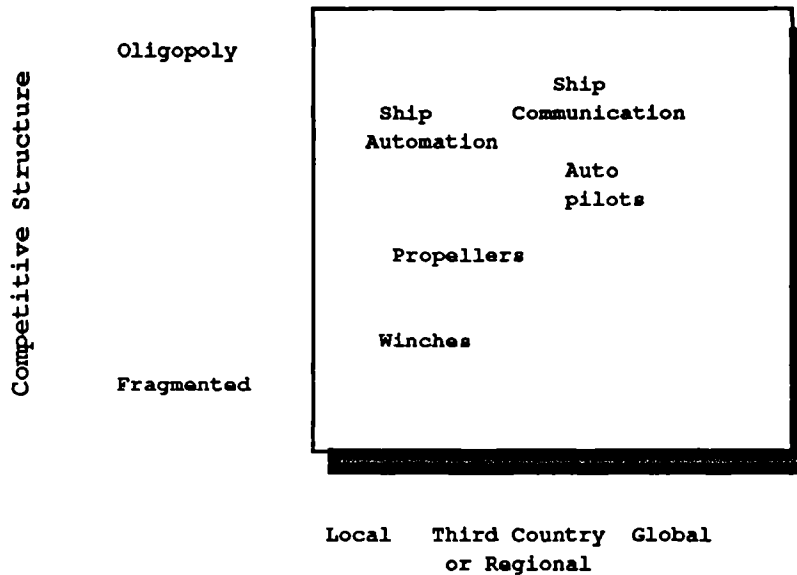 Competitive Structure
Oligopoly
Ship
Communication
Ship
Automation
Auto
pilots
Propellers
Winches
Fragmented
Local Third Country Global
or Regional